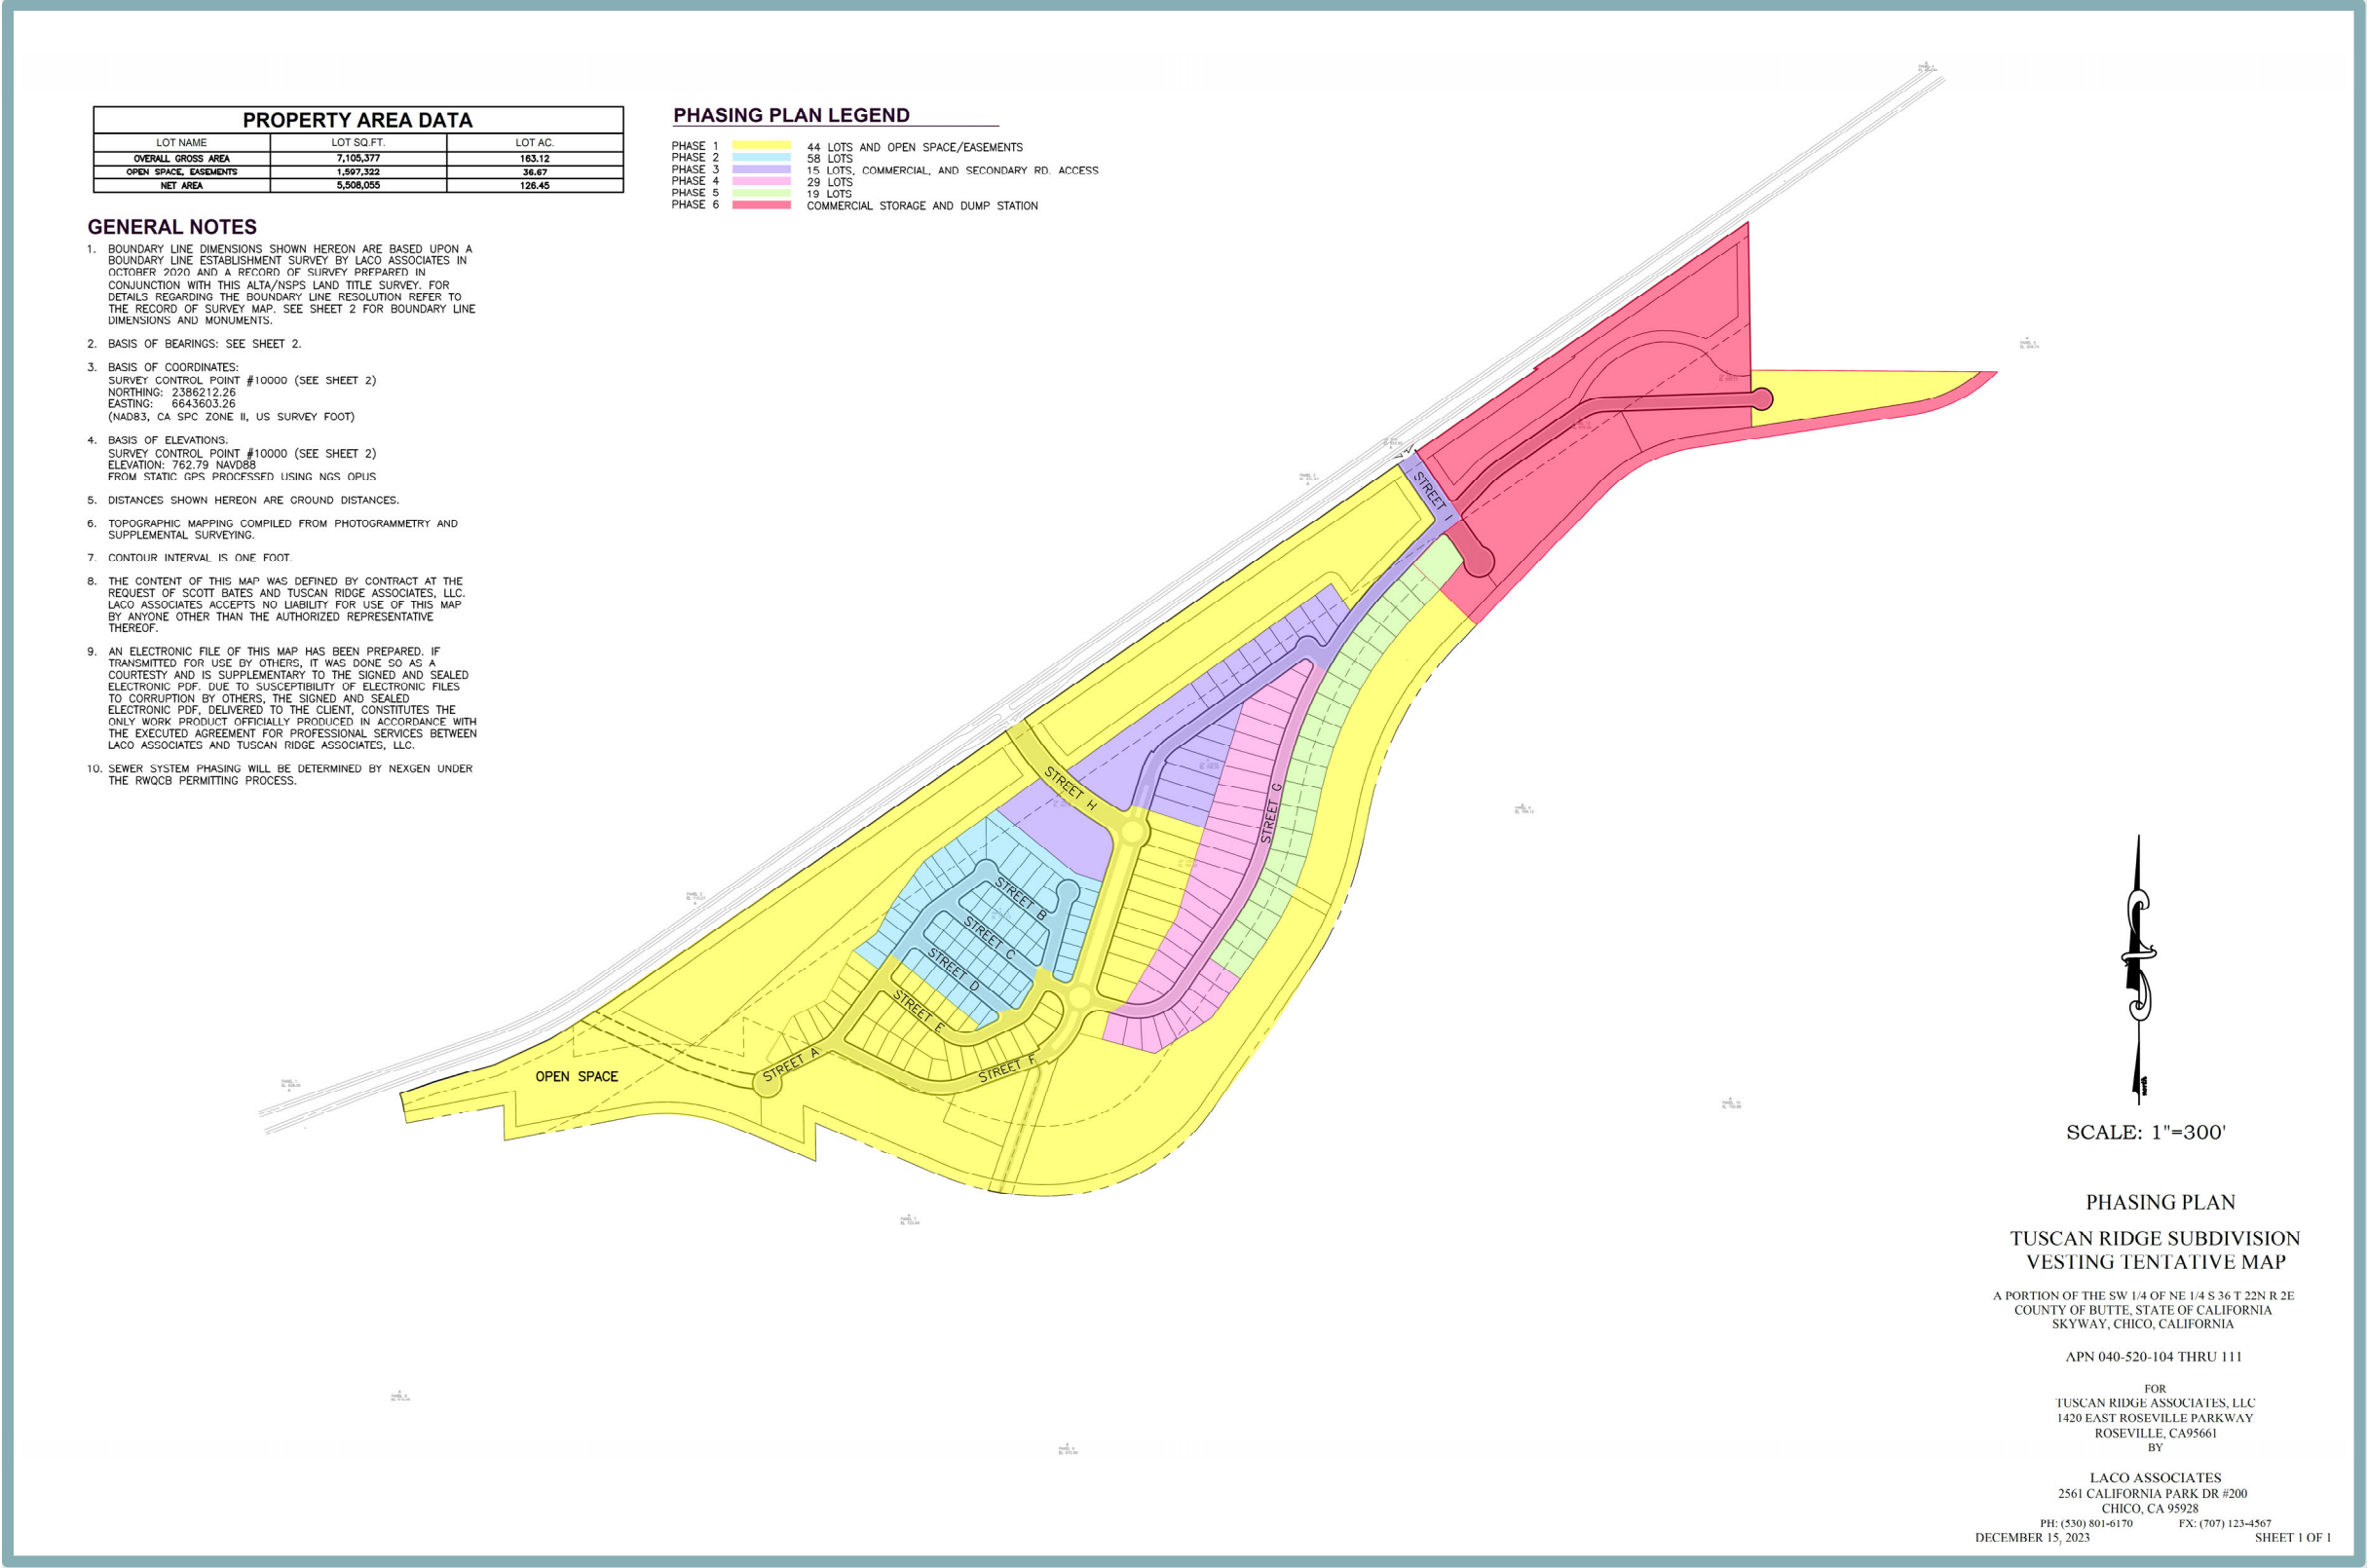 PROPERTY AREA DATA
LOT NAME LOT SQ.FT. LOT AC.
OVERALL GROSS AREA 7,105,377 163.12
OPEN SPACE, EASEMENTS 1,597,322 36.67
NET AREA 5,508,055 126.45
PHASING PLAN LEGEND
PHASE 1 44 LOTS AND OPEN SPACE/EASEMENTS
PHASE 2 58 LOTS
PHASE 3 15 LOTS, COMMERCIAL, AND SECONDARY RD. ACCESS
PHASE 4 29 LOTS
PHASE 5 19 LOTS
PHASE 6 COMMERCIAL STORAGE AND DUMP STATION
GENERAL NOTES
1. BOUNDARY LINE DIMENSIONS SHOWN HEREON ARE BASED UPON A
BOUNDARY LINE ESTABLISHMENT SURVEY BY LACO ASSOCIATES IN
OCTOBER 2020 AND A RECORD OF SURVEY PREPARED IN
CONJUNCTION WITH THIS ALTA/NSPS LAND TITLE SURVEY. FOR
DETAILS REGARDING THE BOUNDARY LINE RESOLUTION REFER TO
THE RECORD OF SURVEY MAP. SEE SHEET 2 FOR BOUNDARY LINE
DIMENSIONS AND MONUMENTS.
2. BASIS OF BEARINGS: SEE SHEET 2.
3. BASIS OF COORDINATES:
SURVEY CONTROL POINT #10000 (SEE SHEET 2)
NORTHING: 2386212.26
EASTING: 6643603.26
(NAD83, CA SPC ZONE II, US SURVEY FOOT)
4. BASIS OF ELEVATIONS.
SURVEY CONTROL POINT #10000 (SEE SHEET 2)
ELEVATION: 762.79 NAVD88
FROM STATIC GPS PROCESSED USING NGS OPUS
5. DISTANCES SHOWN HEREON ARE GROUND DISTANCES.
6. TOPOGRAPHIC MAPPING COMPILED FROM PHOTOGRAMMETRY AND
SUPPLEMENTAL SURVEYING.
7. CONTOUR INTERVAL IS ONE FOOT.
8. THE CONTENT OF THIS MAP WAS DEFINED BY CONTRACT AT THE
REQUEST OF SCOTT BATES AND TUSCAN RIDGE ASSOCIATES, LLC.
LACO ASSOCIATES ACCEPTS NO LIABILITY FOR USE OF THIS MAP
BY ANYONE OTHER THAN THE AUTHORIZED REPRESENTATIVE
THEREOF.
9. AN ELECTRONIC FILE OF THIS MAP HAS BEEN PREPARED. IF
TRANSMITTED FOR USE BY OTHERS, IT WAS DONE SO AS A
COURTESTY AND IS SUPPLEMENTARY TO THE SIGNED AND SEALED
ELECTRONIC PDF. DUE TO SUSCEPTIBILITY OF ELECTRONIC FILES
TO CORRUPTION BY OTHERS, THE SIGNED AND SEALED
ELECTRONIC PDF, DELIVERED TO THE CLIENT, CONSTITUTES THE
ONLY WORK PRODUCT OFFICIALLY PRODUCED IN ACCORDANCE WITH
THE EXECUTED AGREEMENT FOR PROFESSIONAL SERVICES BETWEEN
LACO ASSOCIATES AND TUSCAN RIDGE ASSOCIATES, LLC.
10. SEWER SYSTEM PHASING WILL BE DETERMINED BY NEXGEN UNDER
THE RWQCB PERMITTING PROCESS.
STREET I
STREET H
STREET G
STREET B
STREET C
STREET D
STREET E
STREET A
STREET F
OPEN SPACE
north
SCALE: 1"=300'
PHASING PLAN
TUSCAN RIDGE SUBDIVISION
VESTING TENTATIVE MAP
A PORTION OF THE SW 1/4 OF NE 1/4 S 36 T 22N R 2E
COUNTY OF BUTTE, STATE OF CALIFORNIA
SKYWAY, CHICO, CALIFORNIA
APN 040-520-104 THRU 111
FOR
TUSCAN RIDGE ASSOCIATES, LLC
1420 EAST ROSEVILLE PARKWAY
ROSEVILLE, CA95661
BY
LACO ASSOCIATES
2561 CALIFORNIA PARK DR #200
CHICO, CA 95928
PH: (530) 801-6170 FX: (707) 123-4567
DECEMBER 15, 2023 SHEET 1 OF 1